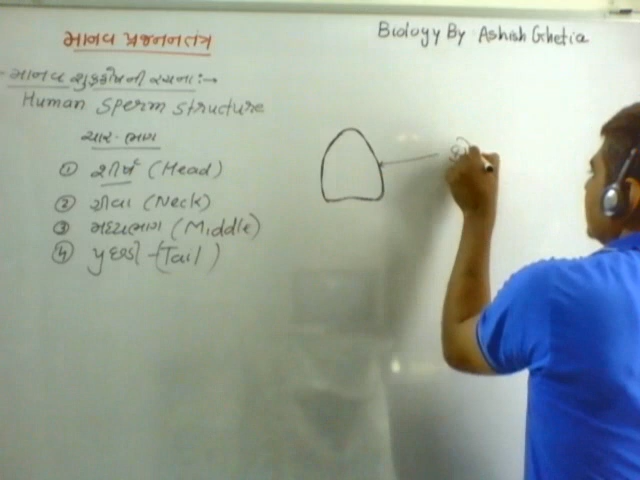 માનવ પ્રજનનતંત્ર
Biology By Ashish Ghetia
- માનવ શુક્રકોષની રચના :→
Human Sperm Structure
ચાર ભાગ
① શીર્ષ (Head)
② ગ્રીવા (Neck)
③ મધ્યભાગ (Middle)
④ પુછડી (Tail)